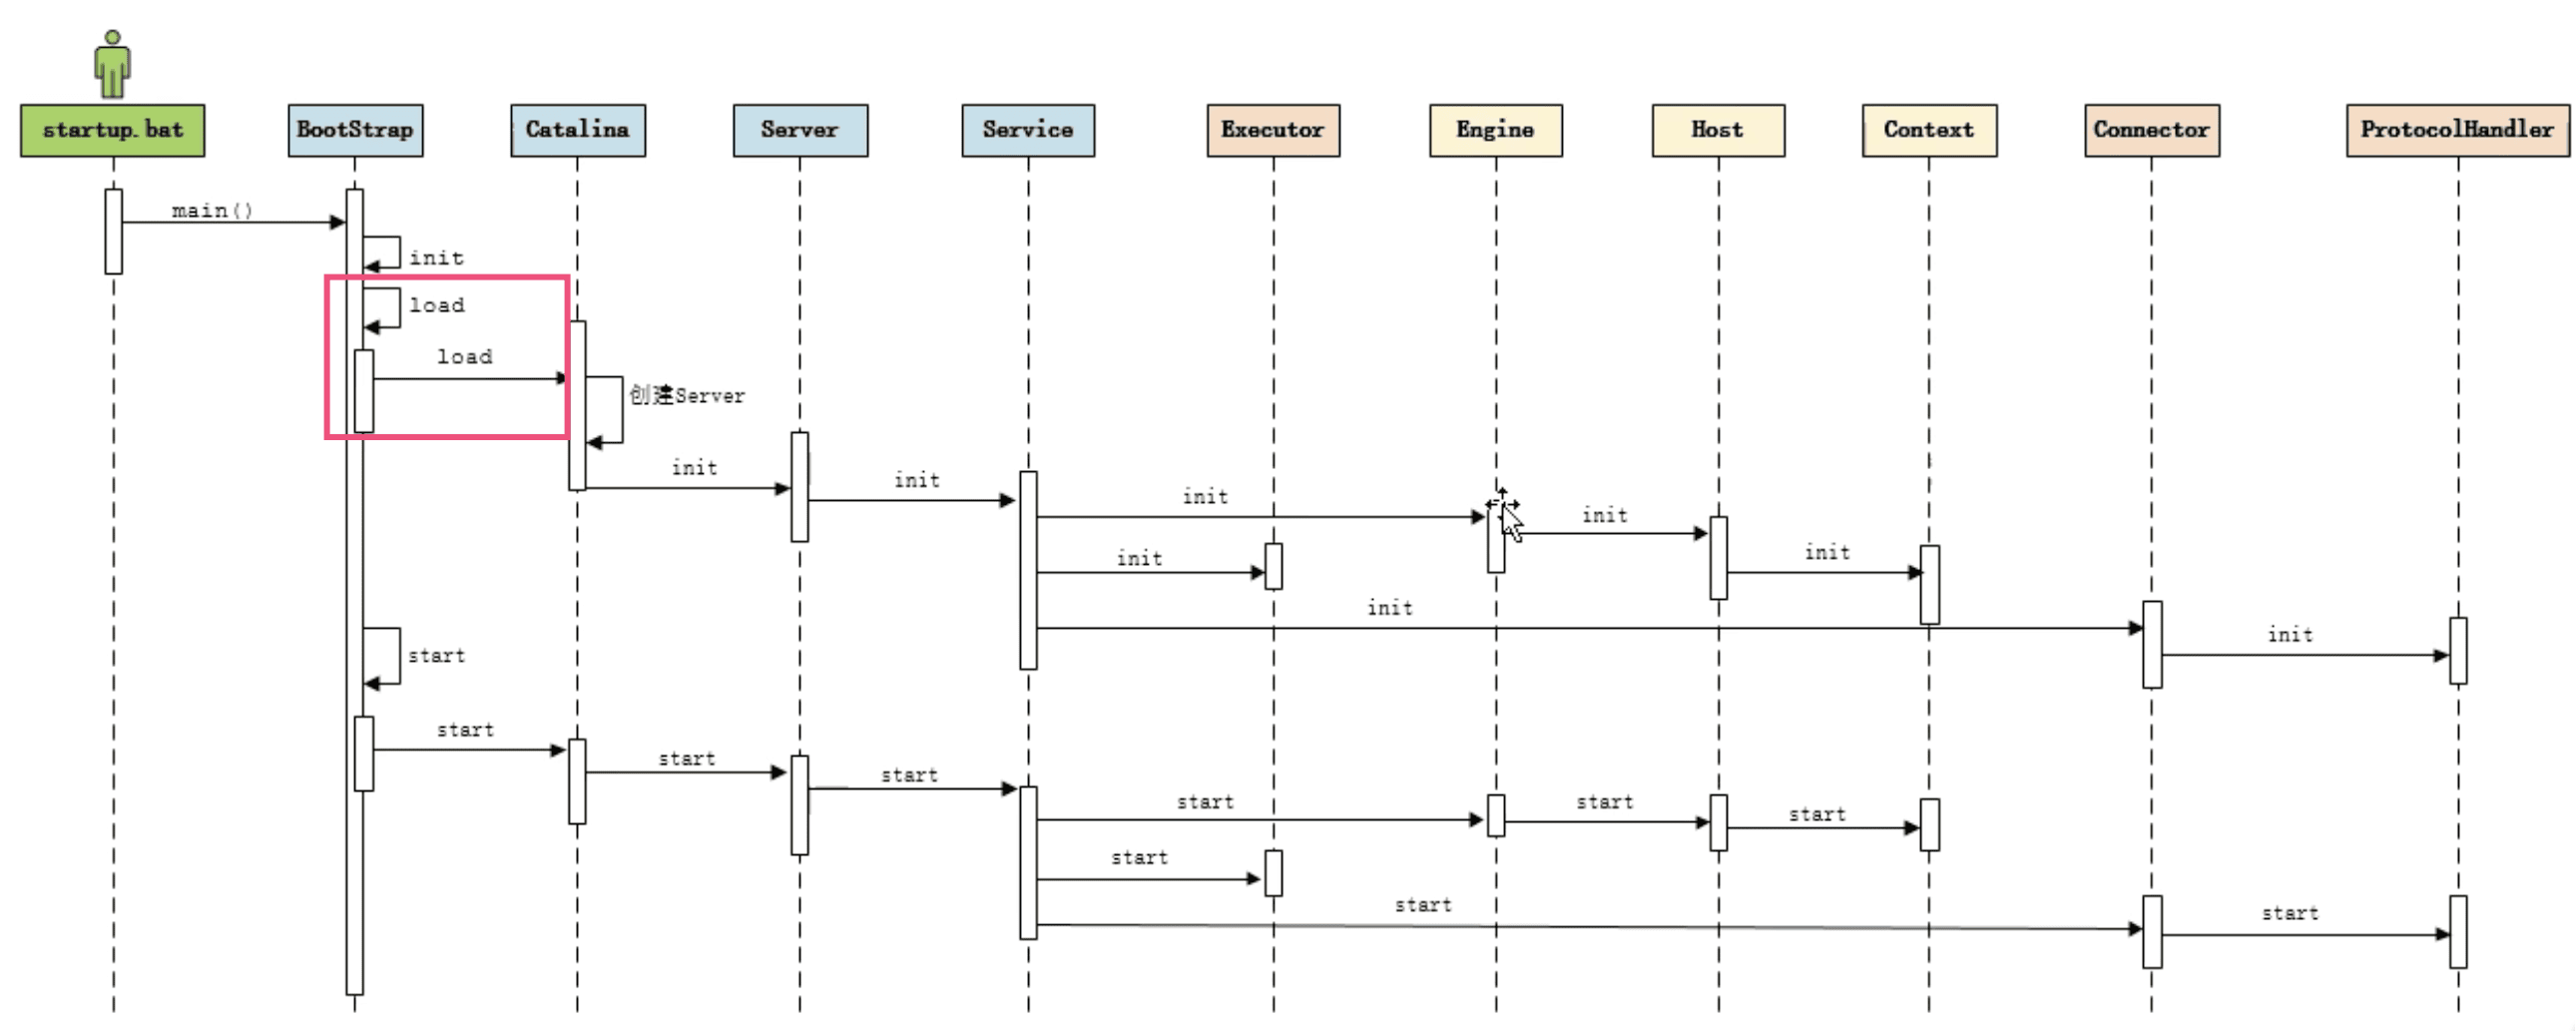 startup.bat
BootStrap
Catalina
Server
Service
Executor
Engine
Host
Context
Connector
ProtocolHandler
main()
init
load
load
创建Server
init
init
init
init
init
init
init
init
start
start
start
start
start
start
start
start
start
start